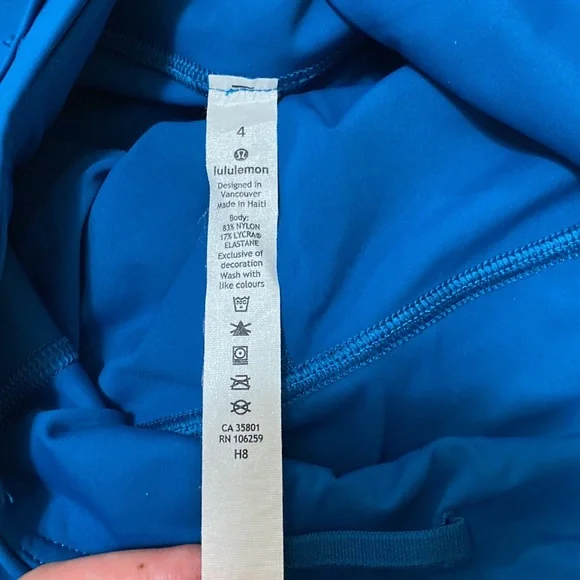 4
lululemon
Designed in
Vancouver
Made in Haiti
Body:
83% NYLON
17% LYCRA®
ELASTANE
Exclusive of
decoration
Wash with
like colours
CA 35801
RN 106259
H8